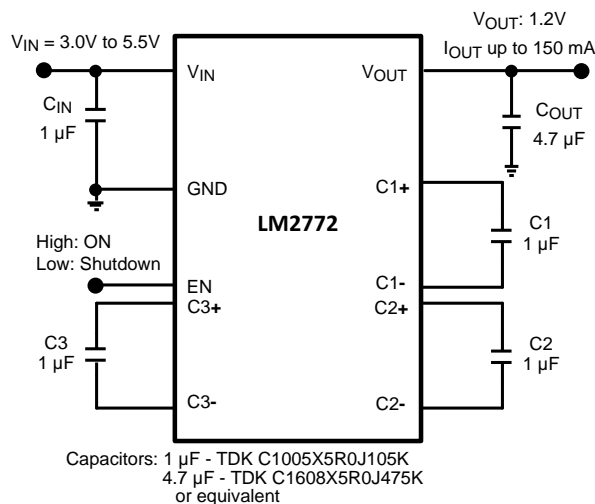 VIN = 3.0V to 5.5V
VOUT: 1.2V
IOUT up to 150 mA
VIN
VOUT
CIN
1 µF
COUT
4.7 µF
GND
C1+
LM2772
C1
1 µF
High: ON
Low: Shutdown
EN
C1-
C3+
C2+
C3
1 µF
C2
1 µF
C3-
C2-
Capacitors: 1 µF - TDK C1005X5R0J105K
4.7 µF - TDK C1608X5R0J475K
or equivalent